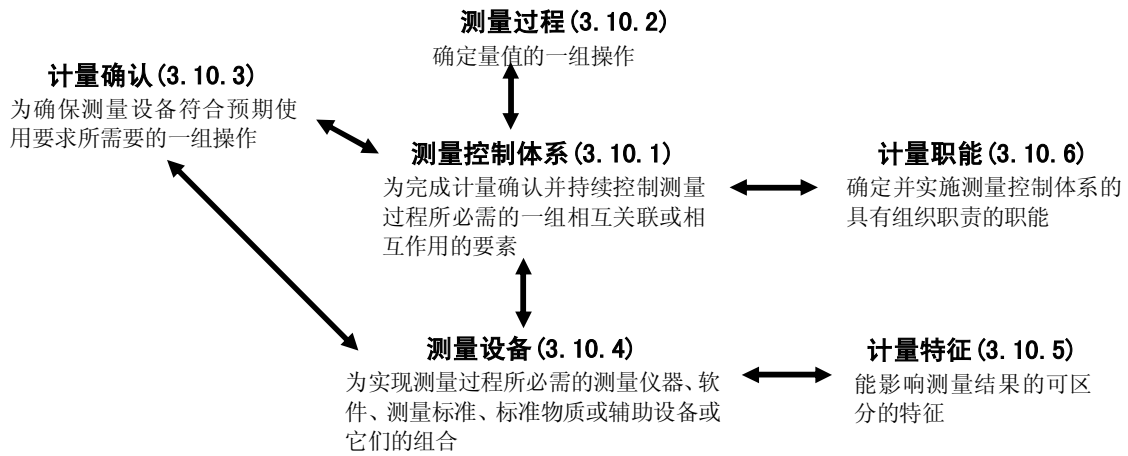 测量过程(3.10.2)
确定量值的一组操作
计量确认(3.10.3)
为确保测量设备符合预期使
用要求所需要的一组操作
测量控制体系(3.10.1)
为完成计量确认并持续控制测量
过程所必需的一组相互关联或相
互作用的要素
计量职能(3.10.6)
确定并实施测量控制体系的
具有组织职责的职能
测量设备(3.10.4)
为实现测量过程所必需的测量仪器、软
件、测量标准、标准物质或辅助设备或
它们的组合
计量特征(3.10.5)
能影响测量结果的可区
分的特征